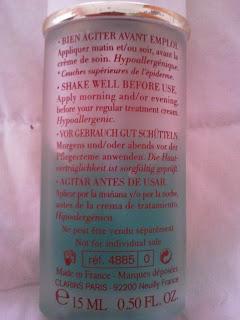 • BIEN AGITER AVANT EMPLOI.
Appliquer matin et/ou soir, avant la
crème de soin. Hypoallergénique.
* Couches supérieures de l'épiderme.
• SHAKE WELL BEFORE USE.
Apply morning and/or evening,
before your regular treatment cream.
Hypoallergenic.
• VOR GEBRAUCH GUT SCHÜTTELN.
Morgens und/oder abends vor der
Pflegecreme anwenden. Die Haut-
verträglichkeit ist sorgfältig geprüft.
• AGITAR ANTES DE USAR.
Aplicar por la mañana y/o por la noche,
antes de la crema de tratamiento.
Hipoalergénico.
Ne peut être vendu séparément
Not for individual sale
réf. 4885 0
Made in France - Marques déposées
CLARINS PARIS - 92200 Neuilly France
℮ 15 ML 0.50 FL. OZ.